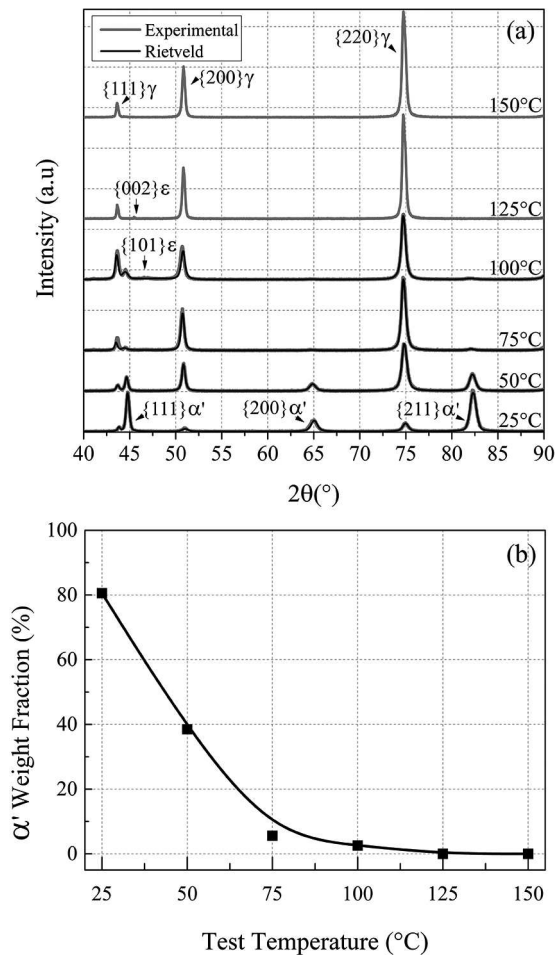 Experimental
Rietveld
(a)
{220}γ
{200}γ
{111}γ
150°C
{002}ε
125°C
{101}ε
100°C
75°C
50°C
{111}α'
{200}α'
{211}α'
25°C
Intensity (a.u)
40 45 50 55 60 65 70 75 80 85 90
2θ(°)
(b)
100
80
60
40
20
0
α' Weight Fraction (%)
25 50 75 100 125 150
Test Temperature (°C)